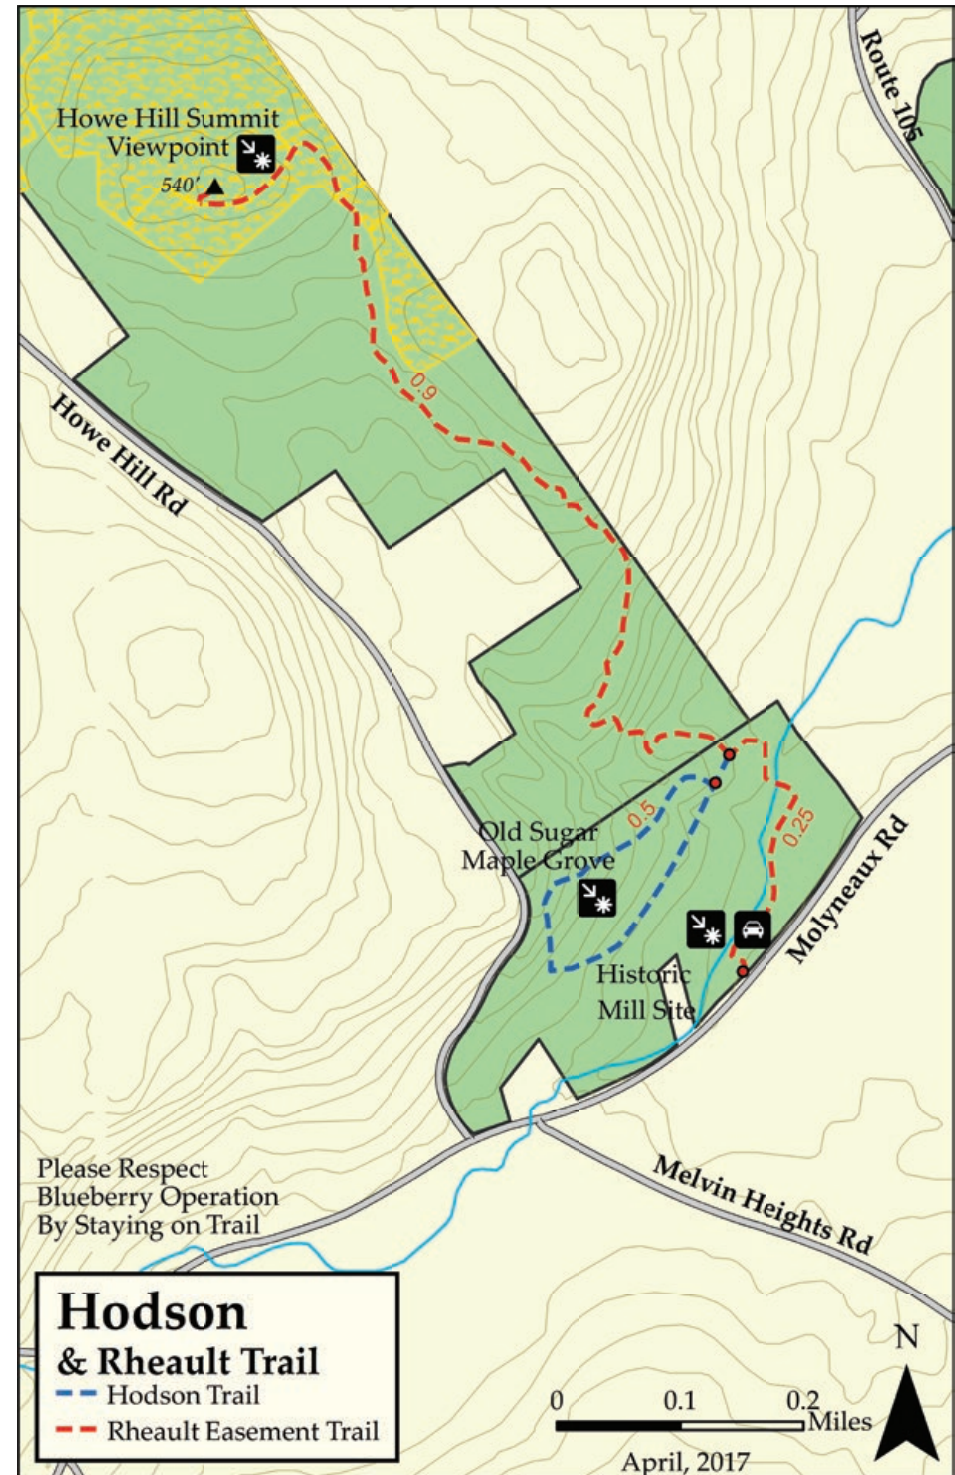 Route 105
Howe Hill Summit
Viewpoint
540'
0.9
Howe Hill Rd
0.5
0.25
Old Sugar
Maple Grove
Molyneaux Rd
Historic
Mill Site
Please Respect
Blueberry Operation
By Staying on Trail
Melvin Heights Rd
Hodson
& Rheault Trail
Hodson Trail
Rheault Easement Trail
N
0 0.1 0.2
Miles
April, 2017